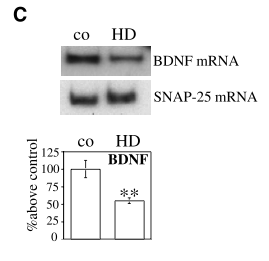 C
co HD
BDNF mRNA
SNAP-25 mRNA
co HD
BDNF
**
%above control
125
100
75
50
25
0